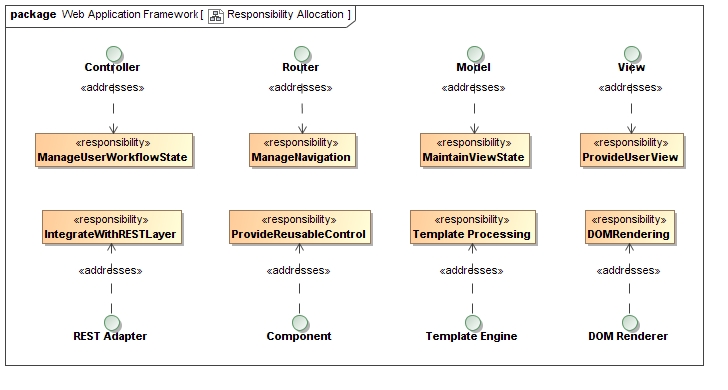 package Web Application Framework [ Responsibility Allocation ]
Controller Router Model View
«addresses» «addresses» «addresses» «addresses»
«responsibility» «responsibility» «responsibility» «responsibility»
ManageUserWorkflowState ManageNavigation MaintainViewState ProvideUserView
«responsibility» «responsibility» «responsibility» «responsibility»
IntegrateWithRESTLayer ProvideReusableControl Template Processing DOMRendering
«addresses» «addresses» «addresses» «addresses»
REST Adapter Component Template Engine DOM Renderer